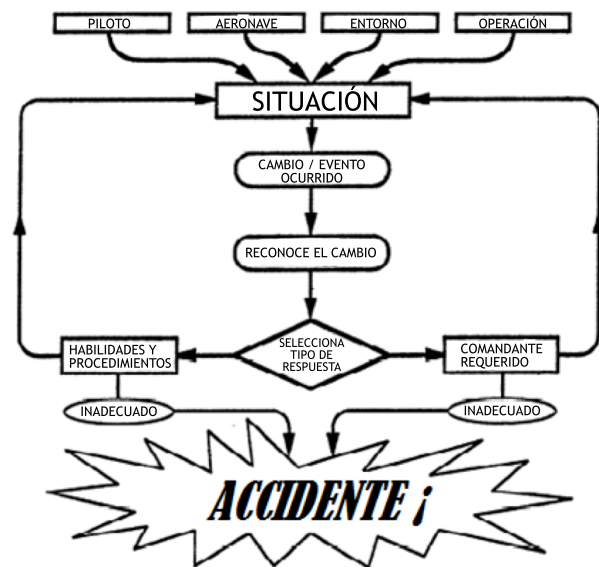 PILOTO
AERONAVE
ENTORNO
OPERACIÓN
SITUACIÓN
CAMBIO / EVENTO
OCURRIDO
RECONOCE EL CAMBIO
SELECCIONA
TIPO DE
RESPUESTA
HABILIDADES Y
PROCEDIMIENTOS
COMANDANTE
REQUERIDO
INADECUADO
INADECUADO
ACCIDENTE ¡